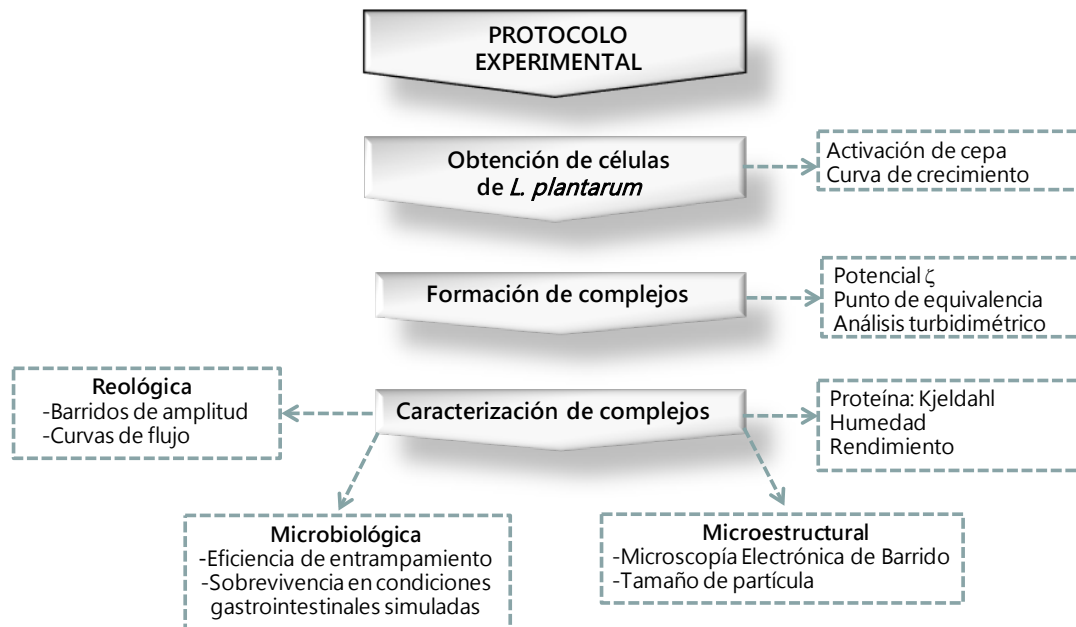 PROTOCOLO
EXPERIMENTAL
Obtención de células
de L. plantarum
Activación de cepa
Curva de crecimiento
Formación de complejos
Potencial ζ
Punto de equivalencia
Análisis turbidimétrico
Reológica
-Barridos de amplitud
-Curvas de flujo
Caracterización de complejos
Proteína: Kjeldahl
Humedad
Rendimiento
Microbiológica
-Eficiencia de entrampamiento
-Sobrevivencia en condiciones
gastrointestinales simuladas
Microestructural
-Microscopía Electrónica de Barrido
-Tamaño de partícula